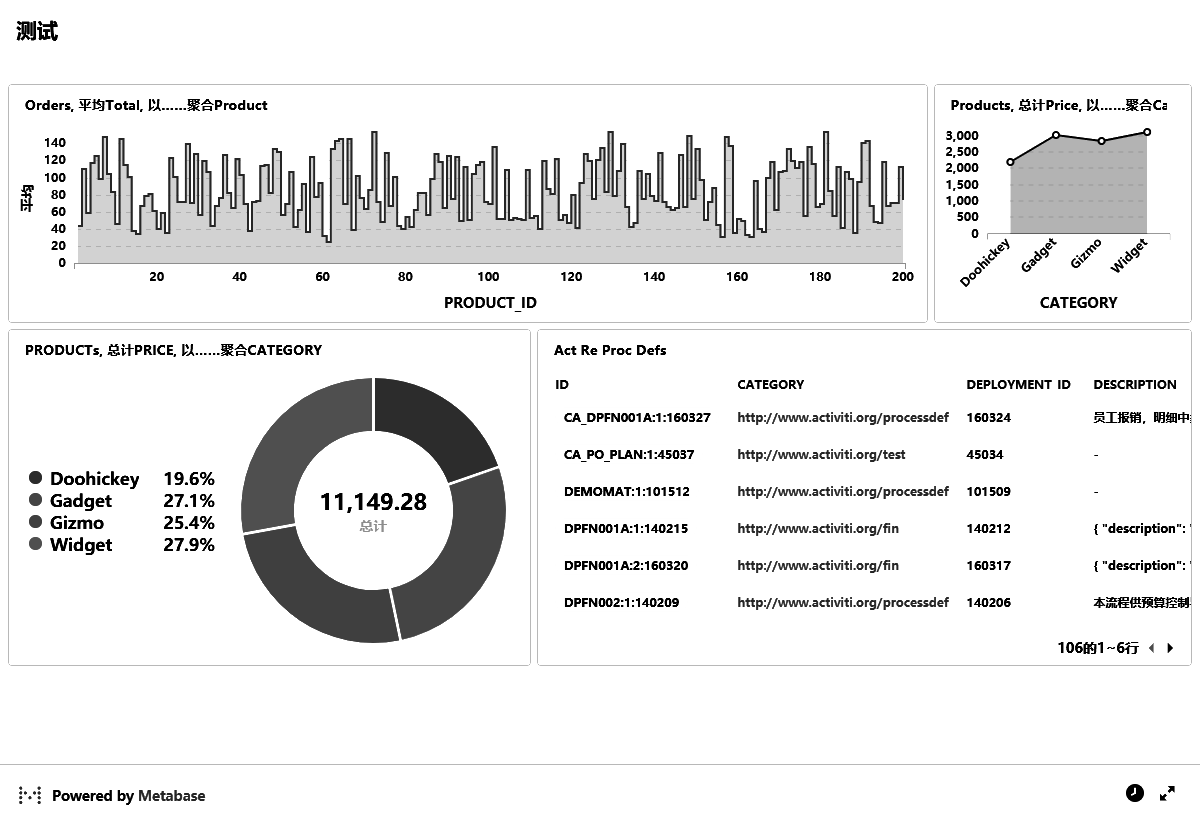 测试
Orders, 平均Total, 以……聚合Product
平均
140
120
100
80
60
40
20
0
20 40 60 80 100 120 140 160 180 200
PRODUCT_ID
Products, 总计Price, 以……聚合Ca
3,000
2,500
2,000
1,500
1,000
500
0
Doohickey Gadget Gizmo Widget
CATEGORY
PRODUCTs, 总计PRICE, 以……聚合CATEGORY
Doohickey 19.6%
Gadget 27.1%
Gizmo 25.4%
Widget 27.9%
11,149.28
总计
Act Re Proc Defs
ID CATEGORY DEPLOYMENT_ID DESCRIPTION
CA_DPFN001A:1:160327 http://www.activiti.org/processdef 160324 员工报销，明细中
CA_PO_PLAN:1:45037 http://www.activiti.org/test 45034 -
DEMOMAT:1:101512 http://www.activiti.org/processdef 101509 -
DPFN001A:1:140215 http://www.activiti.org/fin 140212 { "description": '
DPFN001A:2:160320 http://www.activiti.org/fin 160317 { "description": '
DPFN002:1:140209 http://www.activiti.org/processdef 140206 本流程供预算控制
106的1~6行
Powered by Metabase